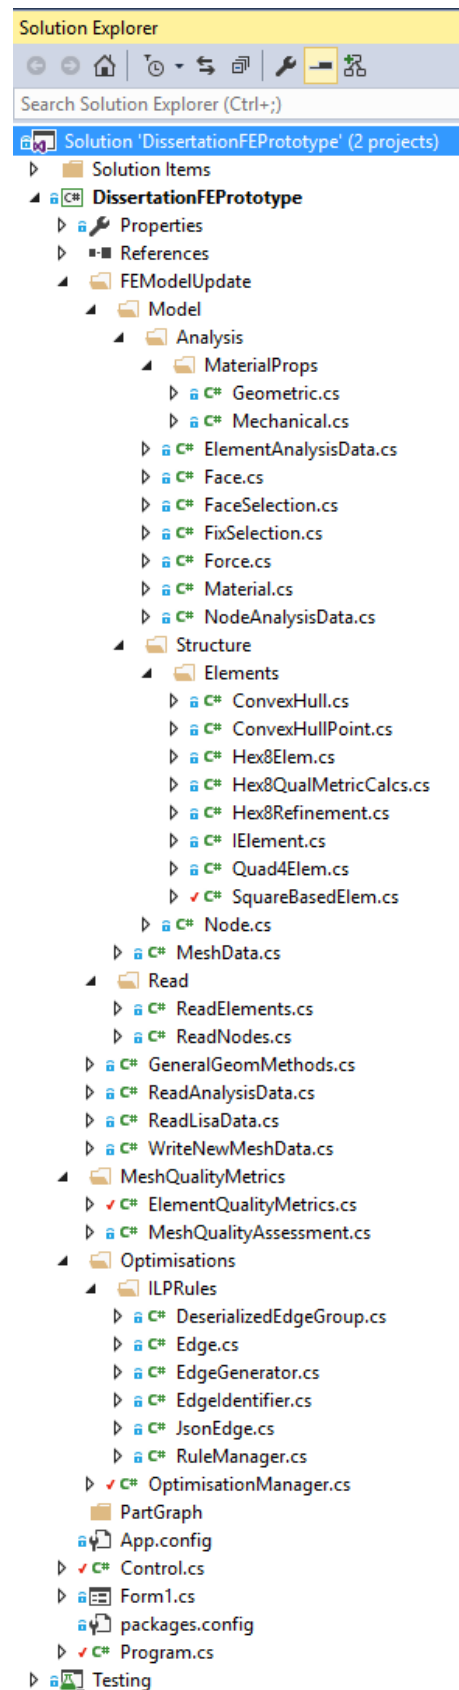 Solution Explorer
Search Solution Explorer (Ctrl+;)
Solution 'DissertationFEPrototype' (2 projects)
Solution Items
C# DissertationFEPrototype
Properties
References
FEModelUpdate
Model
Analysis
MaterialProps
C# Geometric.cs
C# Mechanical.cs
C# ElementAnalysisData.cs
C# Face.cs
C# FaceSelection.cs
C# FixSelection.cs
C# Force.cs
C# Material.cs
C# NodeAnalysisData.cs
Structure
Elements
C# ConvexHull.cs
C# ConvexHullPoint.cs
C# Hex8Elem.cs
C# Hex8QualMetricCalcs.cs
C# Hex8Refinement.cs
C# IElement.cs
C# Quad4Elem.cs
C# SquareBasedElem.cs
C# Node.cs
C# MeshData.cs
Read
C# ReadElements.cs
C# ReadNodes.cs
C# GeneralGeomMethods.cs
C# ReadAnalysisData.cs
C# ReadLisaData.cs
C# WriteNewMeshData.cs
MeshQualityMetrics
C# ElementQualityMetrics.cs
C# MeshQualityAssessment.cs
Optimisations
ILPRules
C# DeserializedEdgeGroup.cs
C# Edge.cs
C# EdgeGenerator.cs
C# EdgeIdentifier.cs
C# JsonEdge.cs
C# RuleManager.cs
C# OptimisationManager.cs
PartGraph
App.config
C# Control.cs
Form1.cs
packages.config
C# Program.cs
Testing